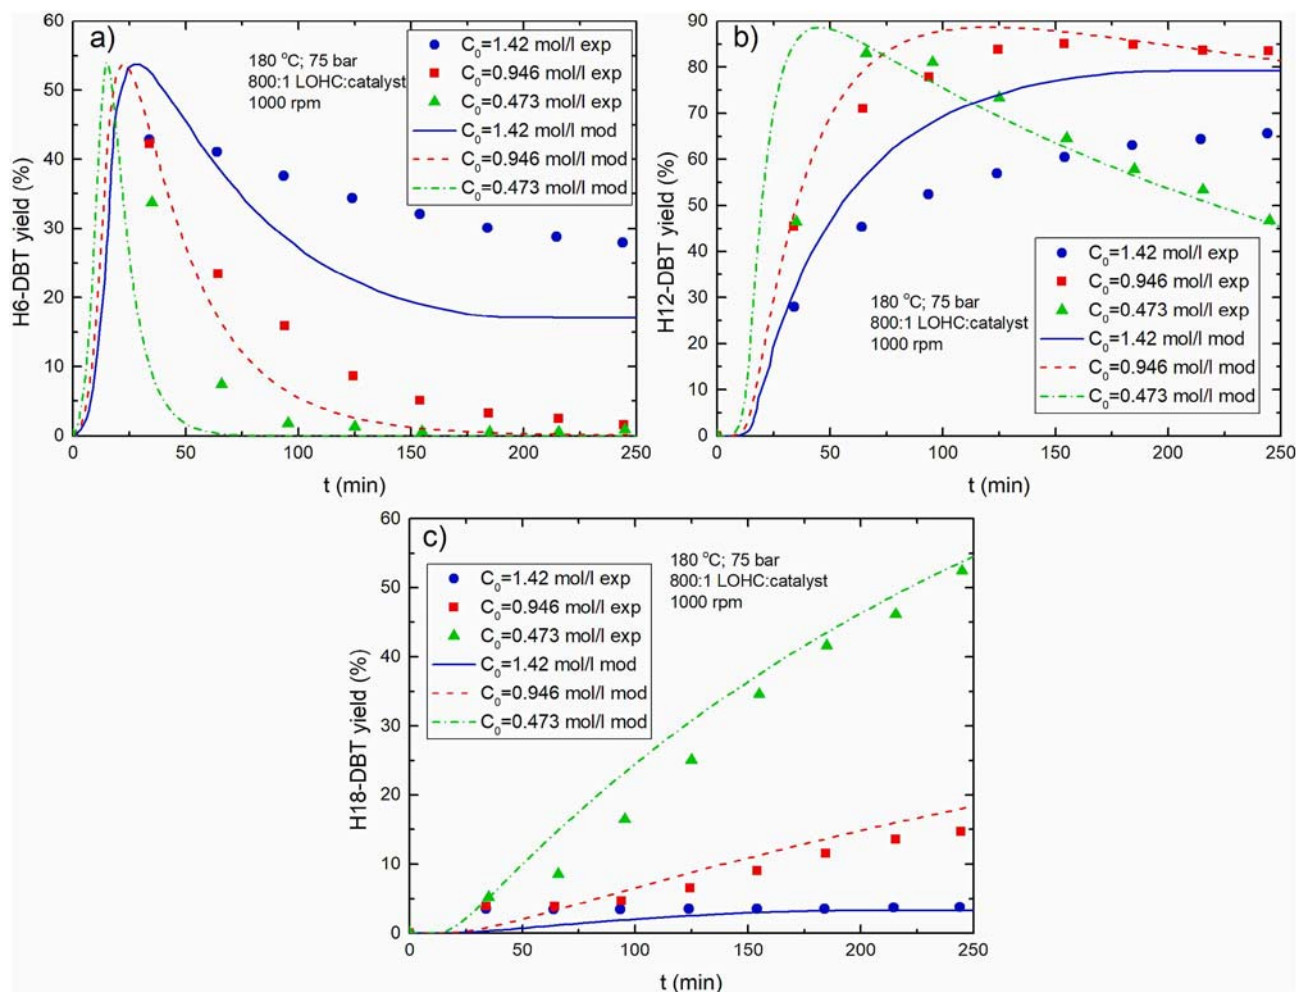 a)
180 °C; 75 bar
800:1 LOHC:catalyst
1000 rpm
C₀=1.42 mol/l exp
C₀=0.946 mol/l exp
C₀=0.473 mol/l exp
C₀=1.42 mol/l mod
C₀=0.946 mol/l mod
C₀=0.473 mol/l mod
H6-DBT yield (%)
60
50
40
30
20
10
0
0 50 100 150 200 250
t (min)
b)
H12-DBT yield (%)
90
80
70
60
50
40
30
20
10
0
180 °C; 75 bar
800:1 LOHC:catalyst
1000 rpm
C₀=1.42 mol/l exp
C₀=0.946 mol/l exp
C₀=0.473 mol/l exp
C₀=1.42 mol/l mod
C₀=0.946 mol/l mod
C₀=0.473 mol/l mod
0 50 100 150 200 250
t (min)
c)
180 °C; 75 bar
800:1 LOHC:catalyst
1000 rpm
C₀=1.42 mol/l exp
C₀=0.946 mol/l exp
C₀=0.473 mol/l exp
C₀=1.42 mol/l mod
C₀=0.946 mol/l mod
C₀=0.473 mol/l mod
H18-DBT yield (%)
60
50
40
30
20
10
0
0 50 100 150 200 250
t (min)